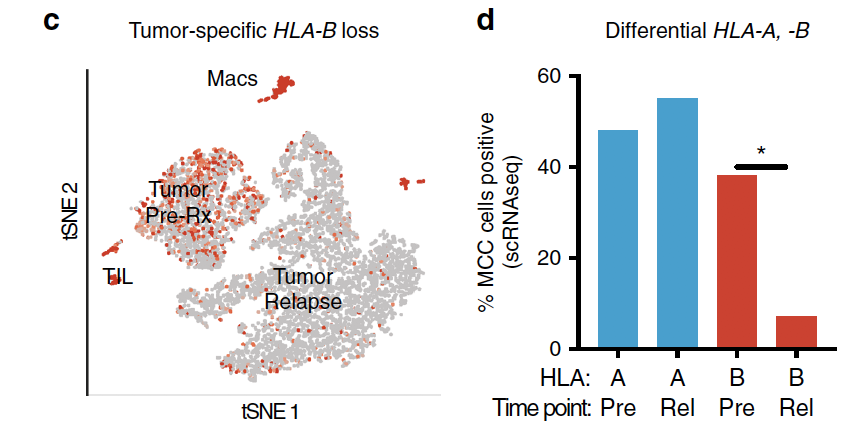 c
Tumor-specific HLA-B loss
Macs
Tumor
Pre-Rx
TIL
Tumor
Relapse
tSNE 2
tSNE 1
d
Differential HLA-A, -B
% MCC cells positive
(scRNAseq)
60
40
20
0
*
HLA: A A B B
Time point: Pre Rel Pre Rel